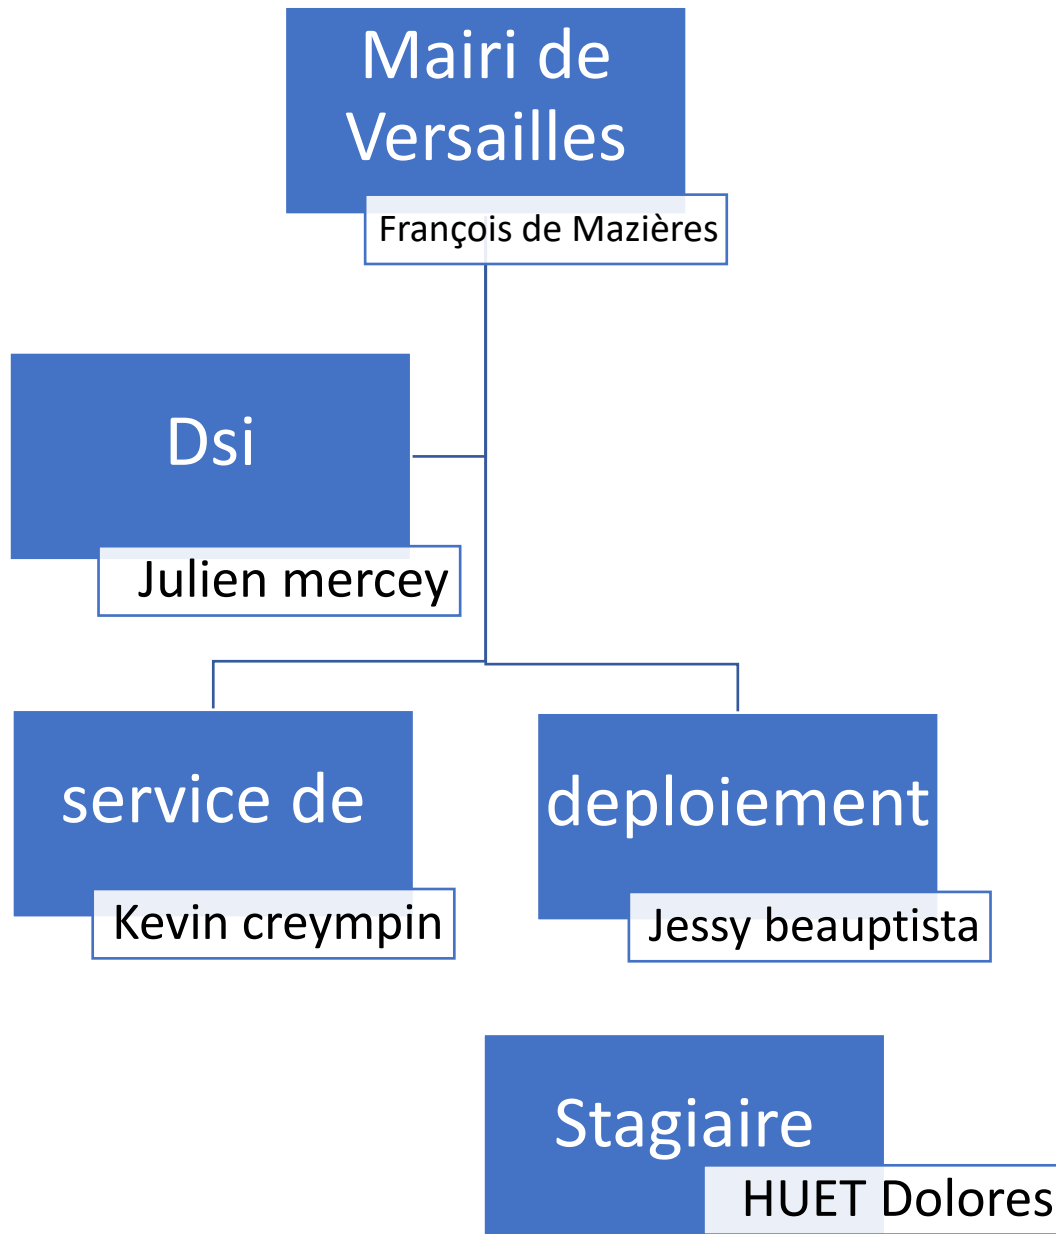 Mairi de
Versailles
François de Mazières
Dsi
Julien mercey
service de
Kevin creympin
deploiement
Jessy beauptista
Stagiaire
HUET Dolores